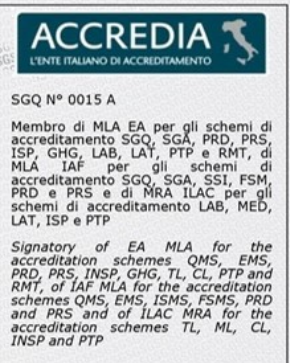 ACCREDIA
L'ENTE ITALIANO DI ACCREDITAMENTO
SGQ N° 0015 A
Membro di MLA EA per gli schemi di
accreditamento SGQ, SGA, PRD, PRS,
ISP, GHG, LAB, LAT, PTP e RMT, di
MLA IAF per gli schemi di
accreditamento SGQ, SGA, SSI, FSM,
PRD e PRS e di MRA ILAC per gli
schemi di accreditamento LAB, MED,
LAT, ISP e PTP
Signatory of EA MLA for the
accreditation schemes QMS, EMS,
PRD, PRS, INSP, GHG, TL, CL, PTP and
RMT, of IAF MLA for the accreditation
schemes QMS, EMS, ISMS, FSMS, PRD
and PRS and of ILAC MRA for the
accreditation schemes TL, ML, CL,
INSP and PTP